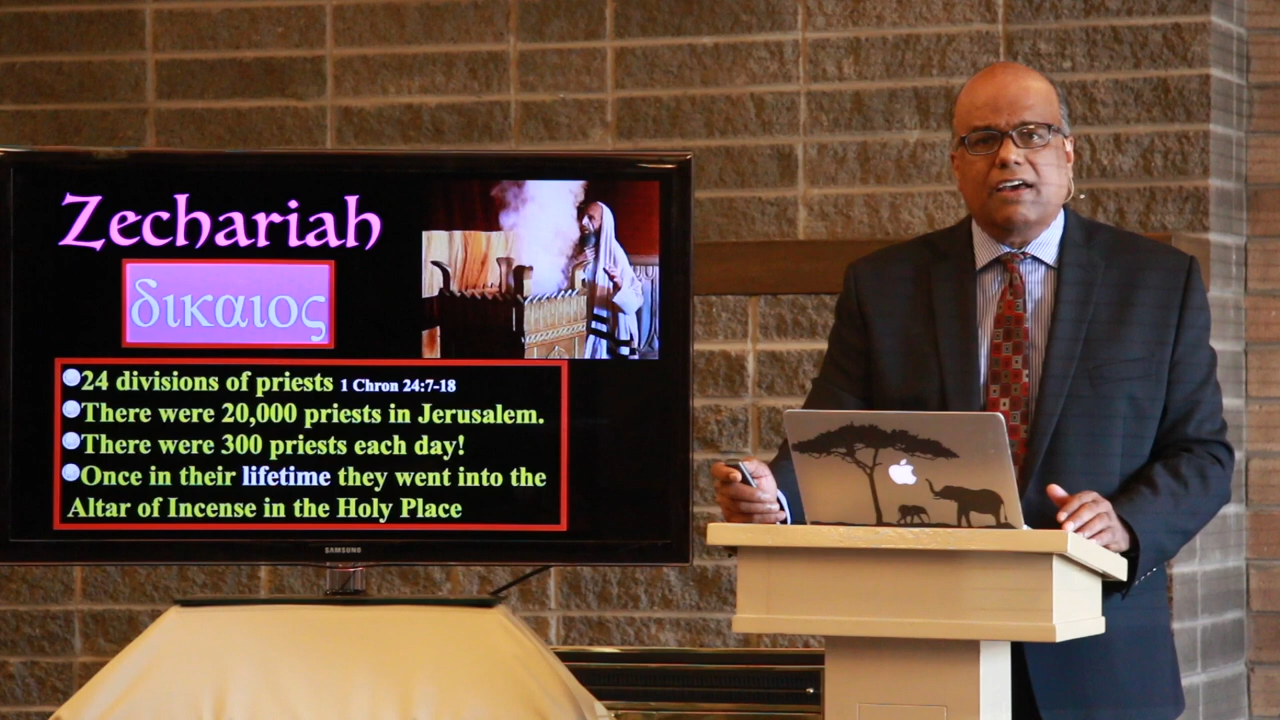 Zechariah
δικαιος
24 divisions of priests 1 Chron 24:7-18
There were 20,000 priests in Jerusalem.
There were 300 priests each day!
Once in their lifetime they went into the
Altar of Incense in the Holy Place
SAMSUNG